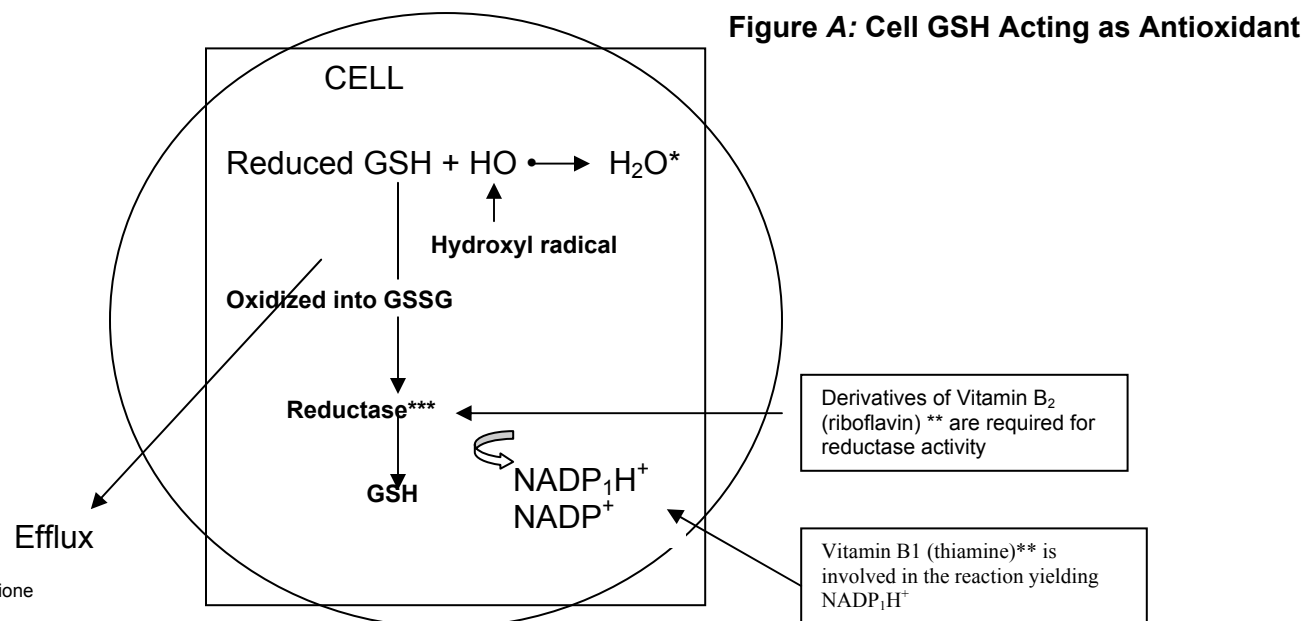 Figure A: Cell GSH Acting as Antioxidant
CELL
Reduced GSH + HO •→ H₂O*
Hydroxyl radical
Oxidized into GSSG
Reductase***
GSH
NADP₁H⁺
NADP⁺
Efflux
Derivatives of Vitamin B₂
(riboflavin) ** are required for
reductase activity
Vitamin B1 (thiamine)** is
involved in the reaction yielding
NADP₁H⁺